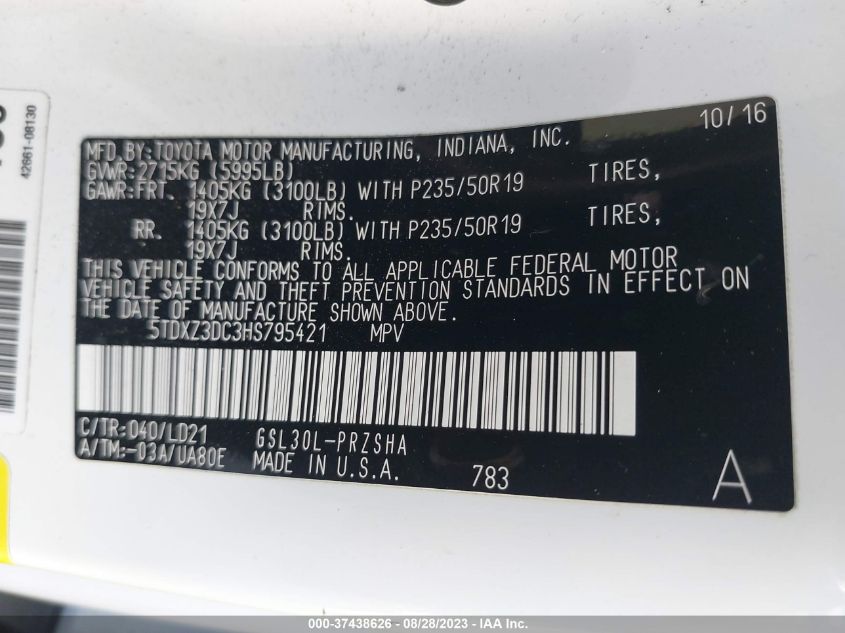 42661-08130
10/16
MFD.BY:TOYOTA MOTOR MANUFACTURING, INDIANA, INC.
GVWR:2715KG (5995LB)
GAWR:FRT. 1405KG (3100LB) WITH P235/50R19 TIRES,
19X7J RIMS.
RR. 1405KG (3100LB) WITH P235/50R19 TIRES,
19X7J RIMS.
THIS VEHICLE CONFORMS TO ALL APPLICABLE FEDERAL MOTOR
VEHICLE SAFETY AND THEFT PREVENTION STANDARDS IN EFFECT ON
THE DATE OF MANUFACTURE SHOWN ABOVE.
5TDXZ3DC3HS795421 MPV
C/TR:040/LD21 GSL30L-PRZSHA
A/TM:-03A/UA80E MADE IN U.S.A. 783 A
000-37438626 - 08/28/2023 - IAA Inc.